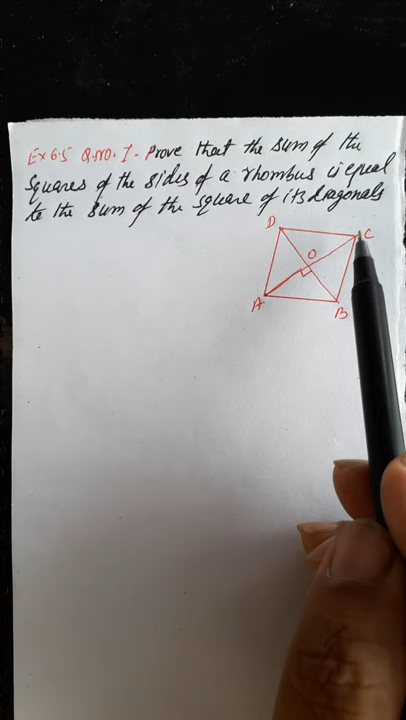 Ex 6.5 Q.NO. 7. Prove that the sum of the
squares of the sides of a rhombus is equal
to the sum of the square of its diagonals
D
C
O
A
B